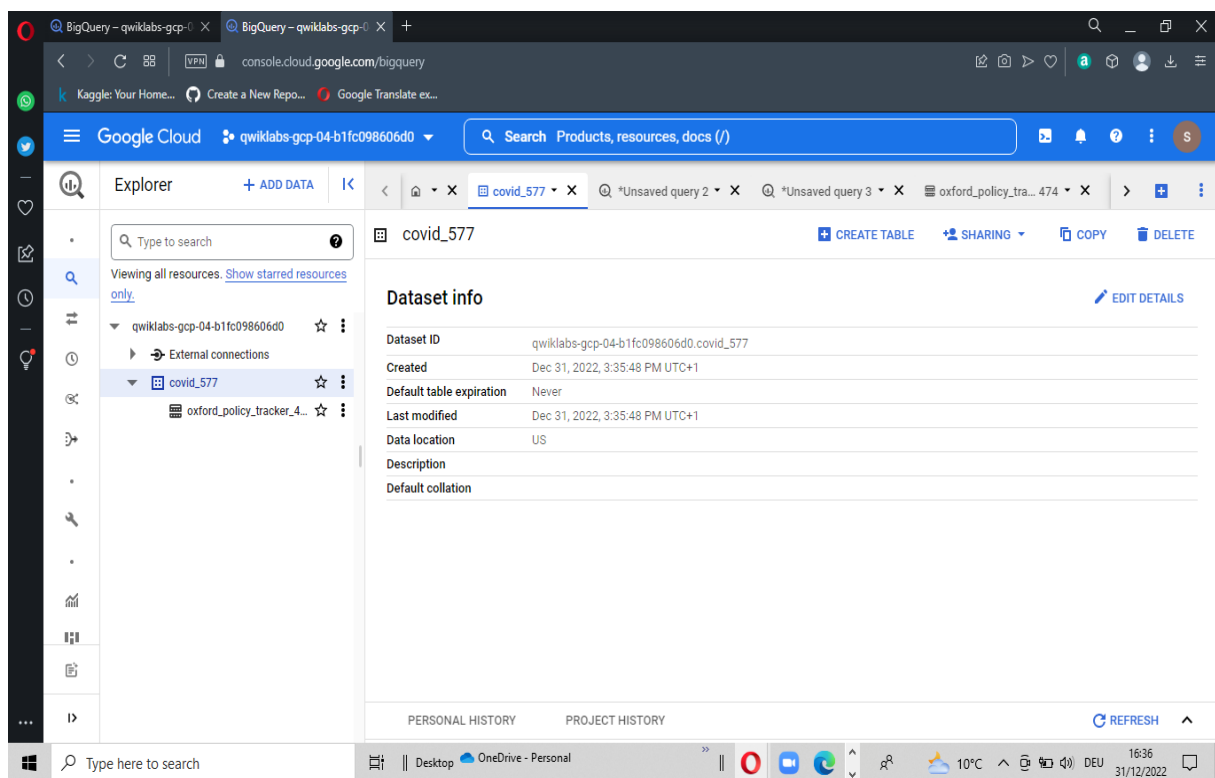 BigQuery – qwiklabs-gcp-0
BigQuery – qwiklabs-gcp-0
VPN console.cloud.google.com/bigquery
Kaggle: Your Home... Create a New Repo... Google Translate ex...
Google Cloud qwiklabs-gcp-04-b1fc098606d0 Search Products, resources, docs (/) S
Explorer + ADD DATA
covid_577 *Unsaved query 2 *Unsaved query 3 oxford_policy_tra... 474
Type to search
covid_577 CREATE TABLE SHARING COPY DELETE
Viewing all resources. Show starred resources
only.
Dataset info EDIT DETAILS
qwiklabs-gcp-04-b1fc098606d0
External connections
covid_577
oxford_policy_tracker_4...
Dataset ID qwiklabs-gcp-04-b1fc098606d0.covid_577
Created Dec 31, 2022, 3:35:48 PM UTC+1
Default table expiration Never
Last modified Dec 31, 2022, 3:35:48 PM UTC+1
Data location US
Description
Default collation
PERSONAL HISTORY PROJECT HISTORY REFRESH
Type here to search Desktop OneDrive - Personal 10°C DEU 16:36
31/12/2022